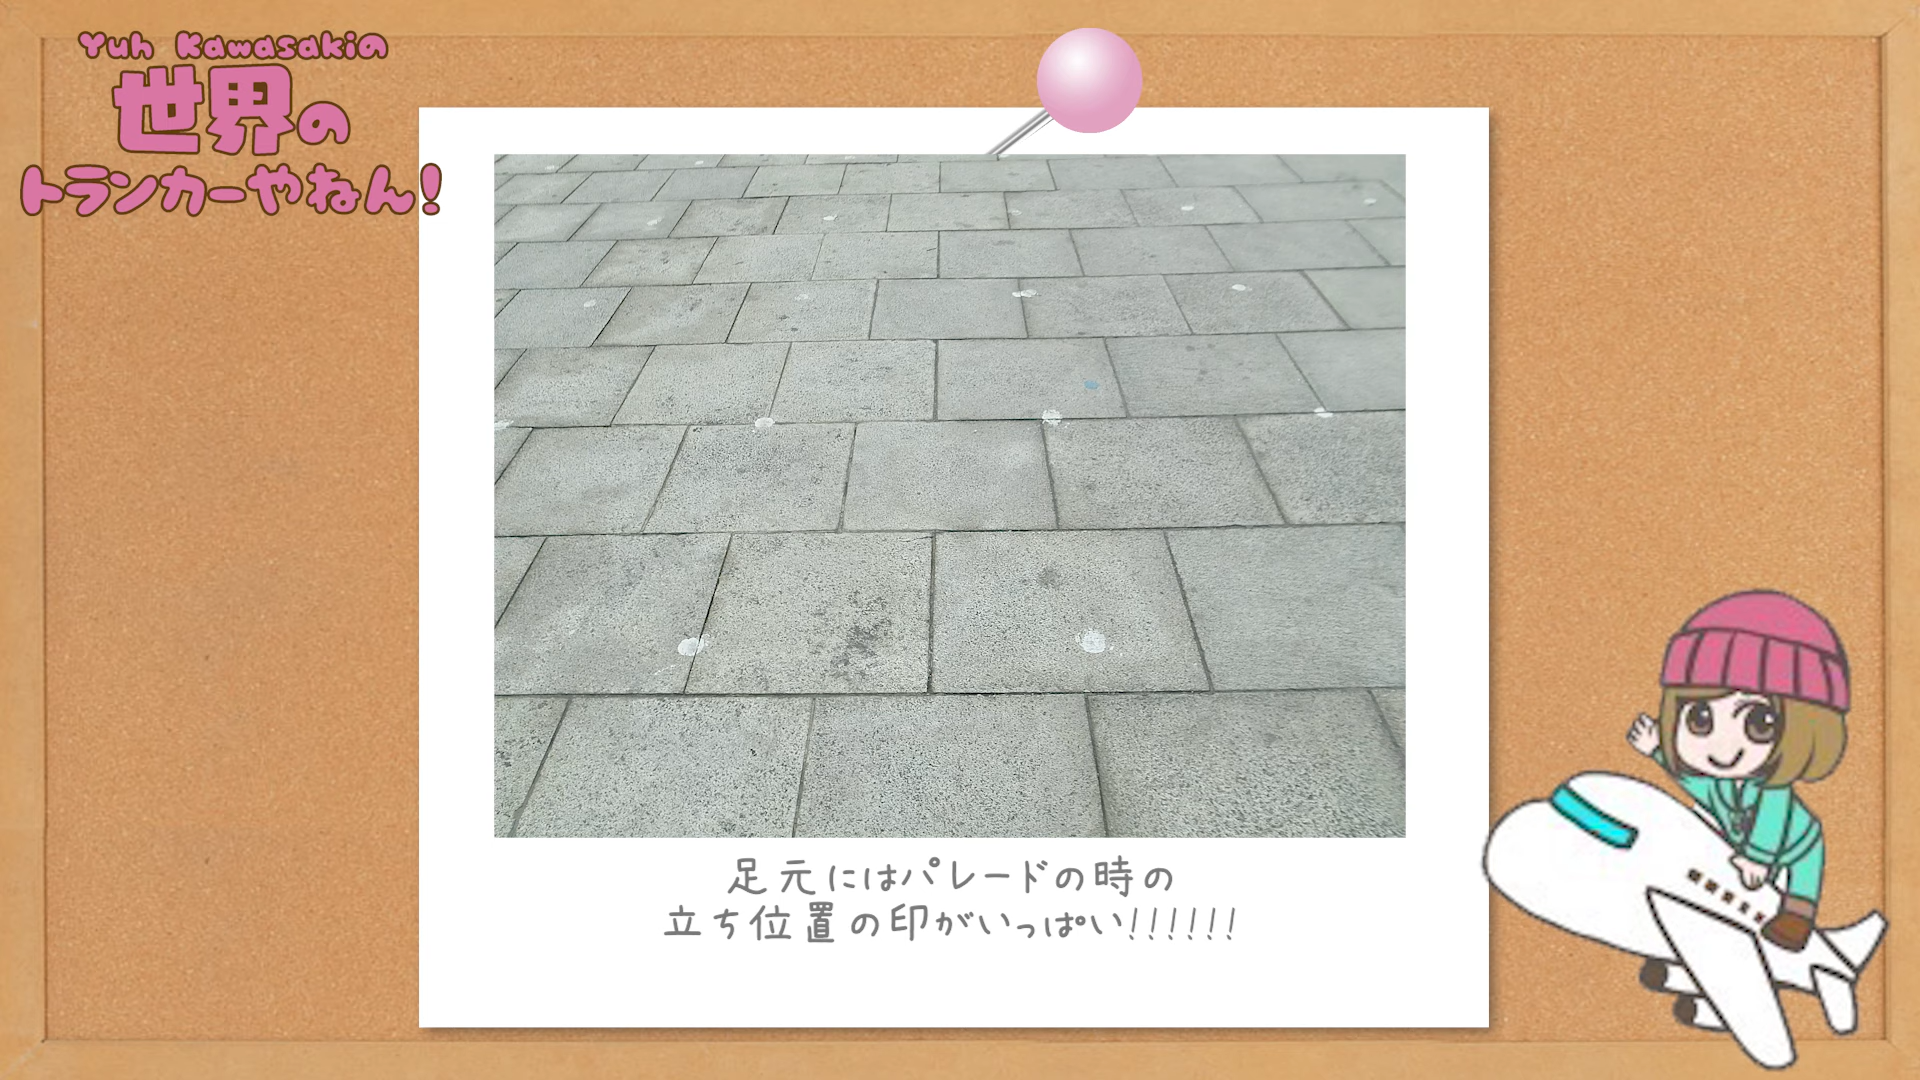 Yuh Kawasakiの
世界の
トランカーやねん!
足元にはパレードの時の
立ち位置の印がいっぱい!!!!!!